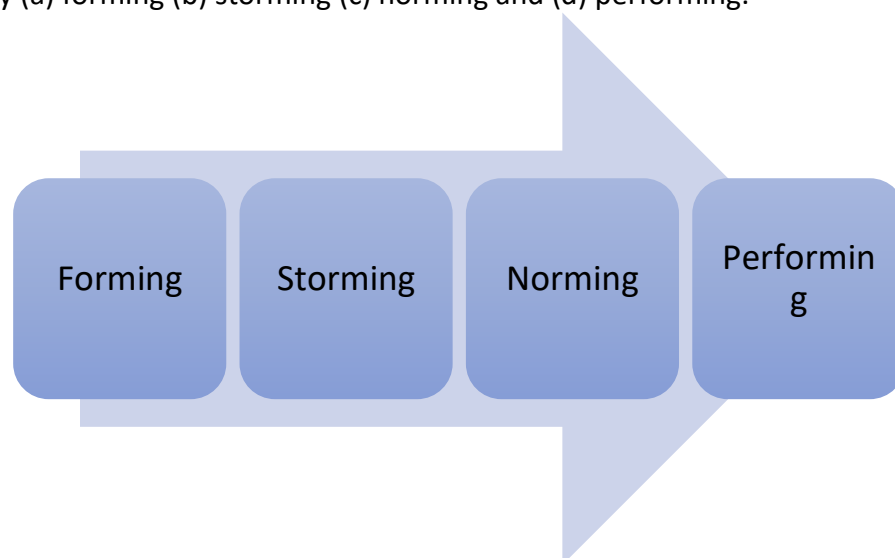 (a) forming (b) storming (c) norming and (d) performing.
Forming
Storming
Norming
Performin
g